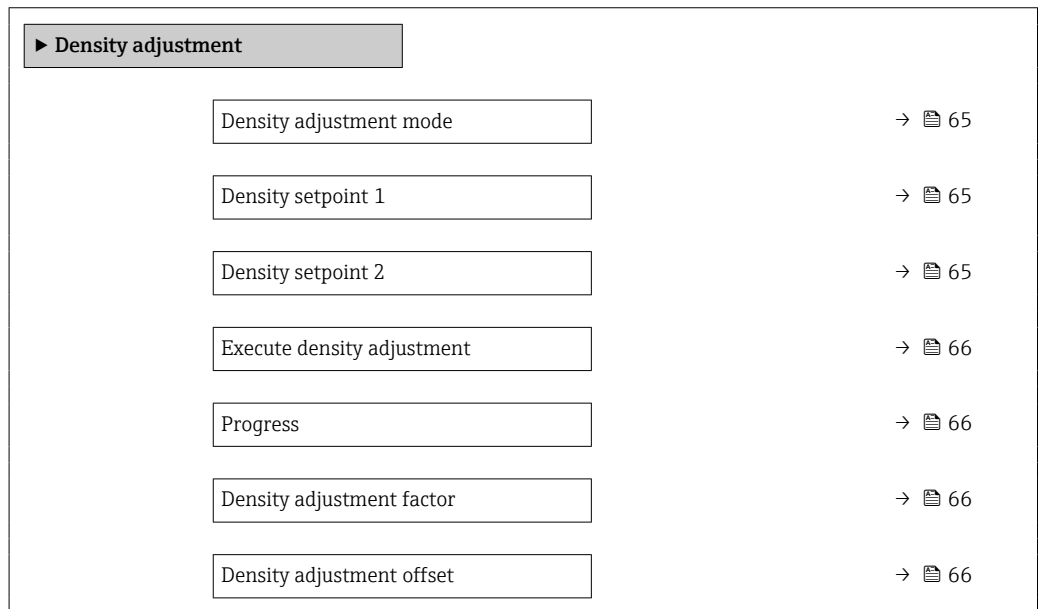 ▶ Density adjustment
Density adjustment mode → 65
Density setpoint 1 → 65
Density setpoint 2 → 65
Execute density adjustment → 66
Progress → 66
Density adjustment factor → 66
Density adjustment offset → 66